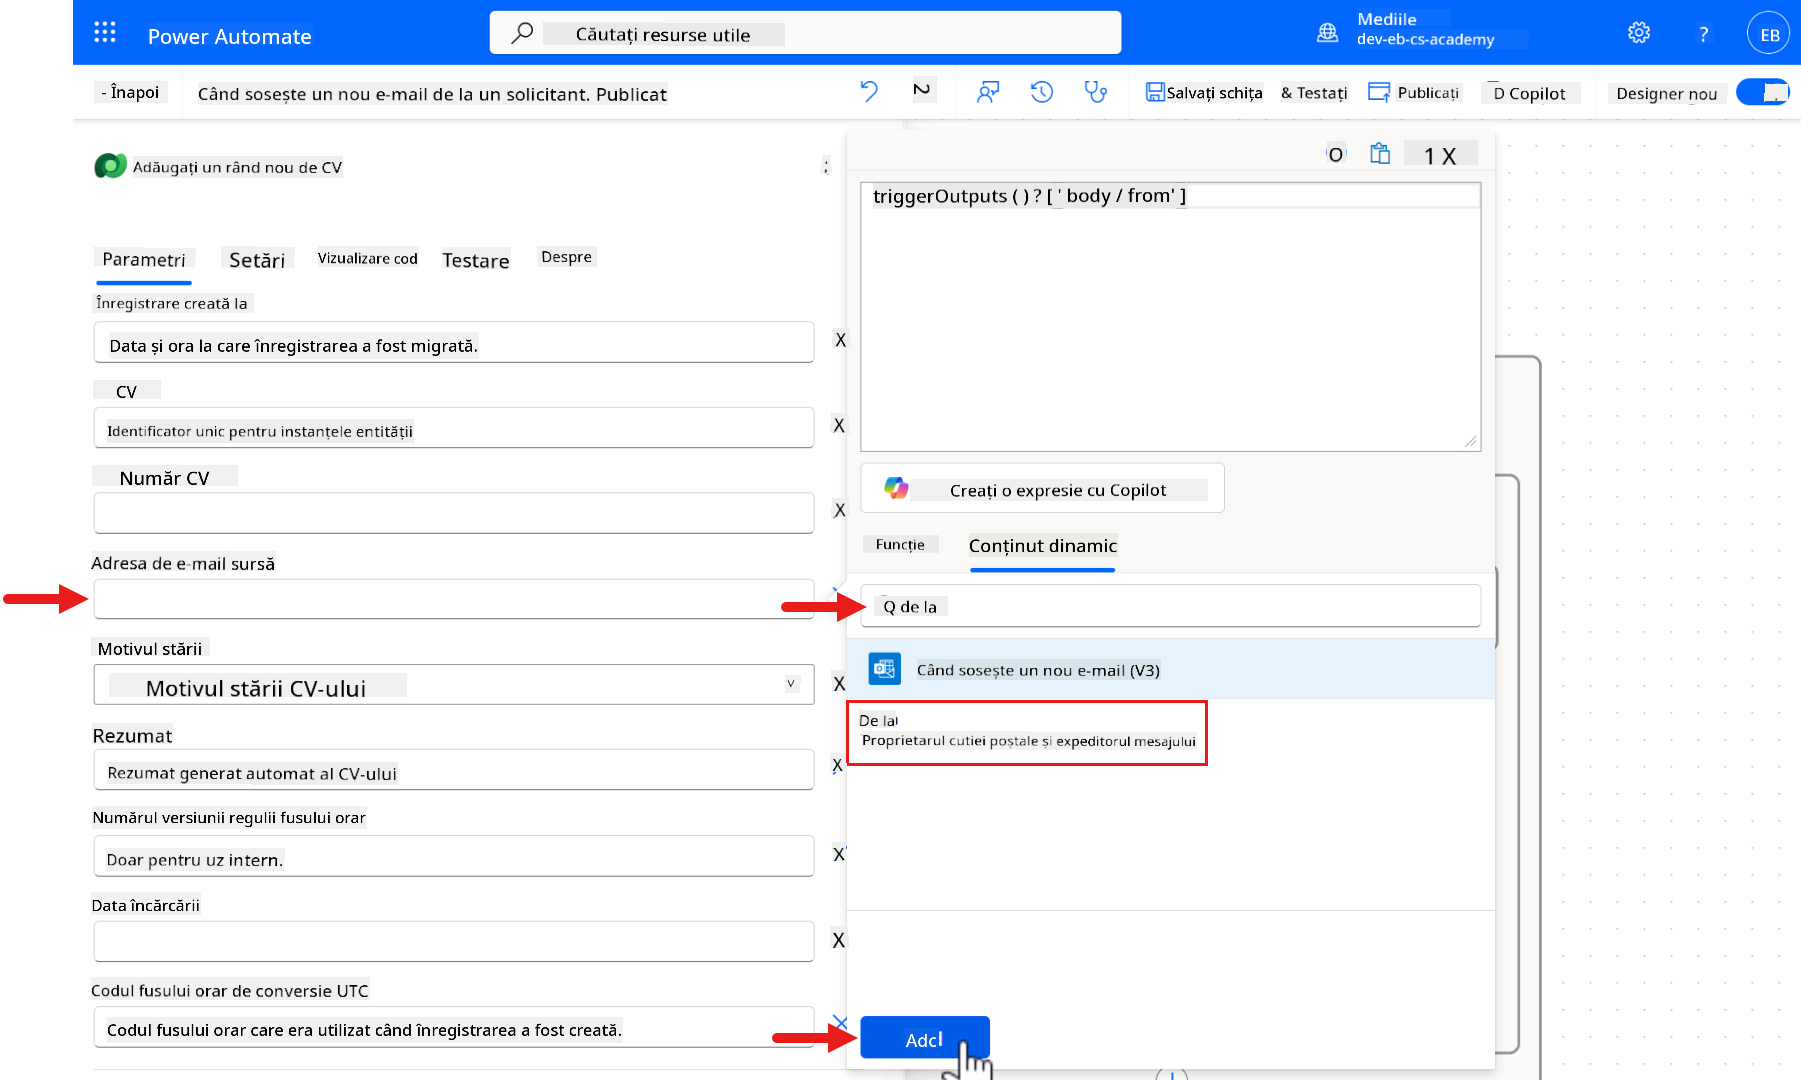 Power Automate
Căutați resurse utile
Mediile
dev-eb-cs-academy
?
EB
- Înapoi
Când sosește un nou e-mail de la un solicitant. Publicat
2
Salvați schița
& Testați
Publicați
D Copilot
Designer nou
Adăugați un rând nou de CV
:
Parametri
Setări
Vizualizare cod
Testare
Despre
Înregistrare creată la
Data și ora la care înregistrarea a fost migrată.
X
CV
Identificator unic pentru instanțele entității
X
Număr CV
X
Adresa de e-mail sursă
Motivul stării
Motivul stării CV-ului
v
X
Rezumat
Rezumat generat automat al CV-ului
X
Numărul versiunii regulii fusului orar
Doar pentru uz intern.
X
Data încărcării
X
Codul fusului orar de conversie UTC
Codul fusului orar care era utilizat când înregistrarea a fost creată.
O
1 X
triggerOutputs ( ) ? [ ' body / from' ]
Creați o expresie cu Copilot
Funcție
Conținut dinamic
Q de la
Când sosește un nou e-mail (V3)
De la
Proprietarul cutiei poștale și expeditorul mesajului
Add